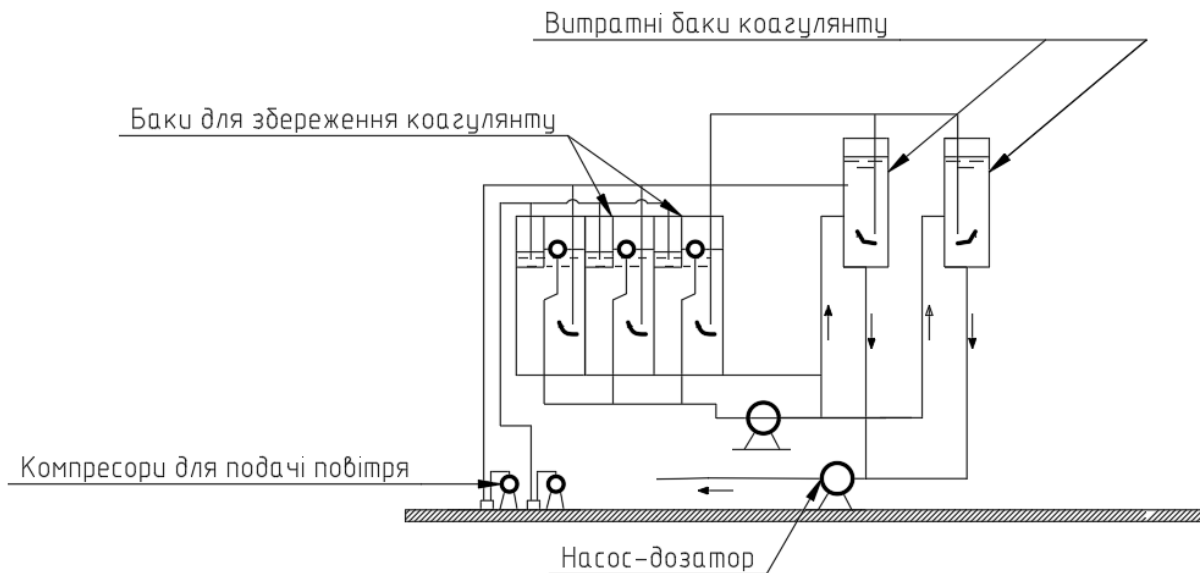 Витратні баки коагулянту
Баки для збереження коагулянту
Компресори для подачі повітря
Насос-дозатор